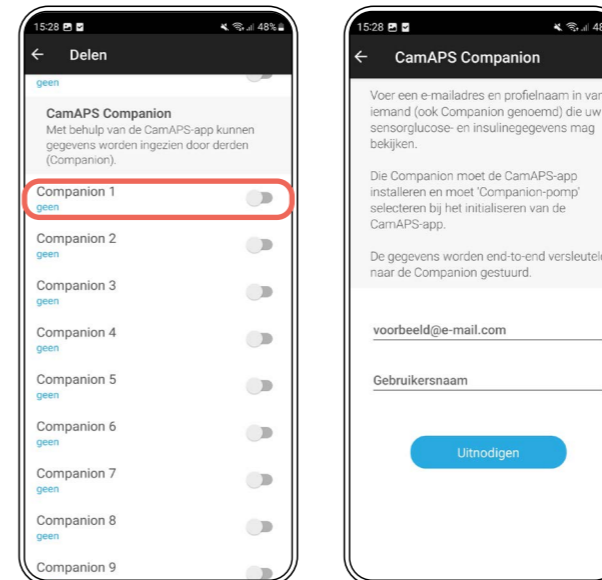 15:28 48%
Delen
geen
CamAPS Companion
Met behulp van de CamAPS-app kunnen
gegevens worden ingezien door derden
(Companion).
Companion 1
geen
Companion 2
geen
Companion 3
geen
Companion 4
geen
Companion 5
geen
Companion 6
geen
Companion 7
geen
Companion 8
geen
Companion 9
15:28 48
CamAPS Companion
Voer een e-mailadres en profielnaam in van
iemand (ook Companion genoemd) die uw
sensorglucose- en insulinegegevens mag
bekijken.
Die Companion moet de CamAPS-app
installeren en moet 'Companion-pomp'
selecteren bij het initialiseren van de
CamAPS-app.
De gegevens worden end-to-end versleuteld
naar de Companion gestuurd.
voorbeeld@e-mail.com
Gebruikersnaam
Uitnodigen